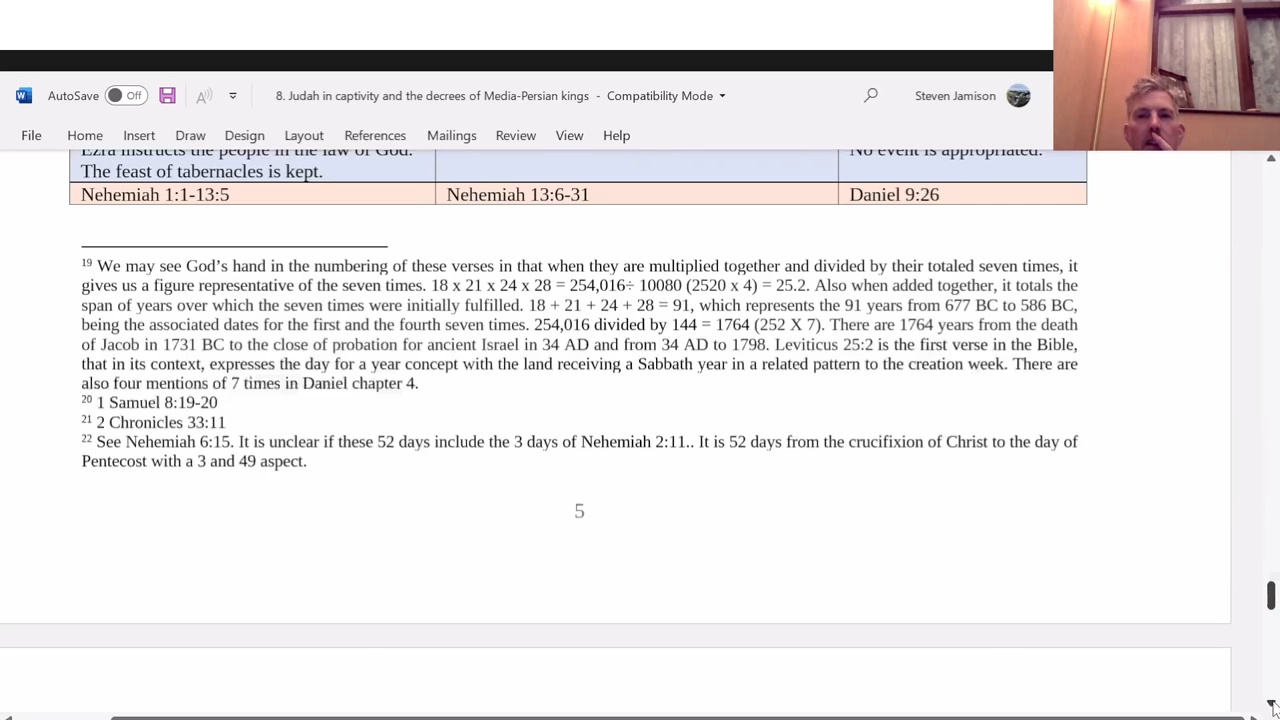 AutoSave Off 8. Judah in captivity and the decrees of Media-Persian kings - Compatibility Mode Steven Jamison
File Home Insert Draw Design Layout References Mailings Review View Help
Ezra instructs the people in the law of God. No event is appropriated.
The feast of tabernacles is kept.
Nehemiah 1:1-13:5 Nehemiah 13:6-31 Daniel 9:26
19 We may see God’s hand in the numbering of these verses in that when they are multiplied together and divided by their totaled seven times, it
gives us a figure representative of the seven times. 18 x 21 x 24 x 28 = 254,016÷ 10080 (2520 x 4) = 25.2. Also when added together, it totals the
span of years over which the seven times were initially fulfilled. 18 + 21 + 24 + 28 = 91, which represents the 91 years from 677 BC to 586 BC,
being the associated dates for the first and the fourth seven times. 254,016 divided by 144 = 1764 (252 X 7). There are 1764 years from the death
of Jacob in 1731 BC to the close of probation for ancient Israel in 34 AD and from 34 AD to 1798. Leviticus 25:2 is the first verse in the Bible,
that in its context, expresses the day for a year concept with the land receiving a Sabbath year in a related pattern to the creation week. There are
also four mentions of 7 times in Daniel chapter 4.
20 1 Samuel 8:19-20
21 2 Chronicles 33:11
22 See Nehemiah 6:15. It is unclear if these 52 days include the 3 days of Nehemiah 2:11.. It is 52 days from the crucifixion of Christ to the day of
Pentecost with a 3 and 49 aspect.
5